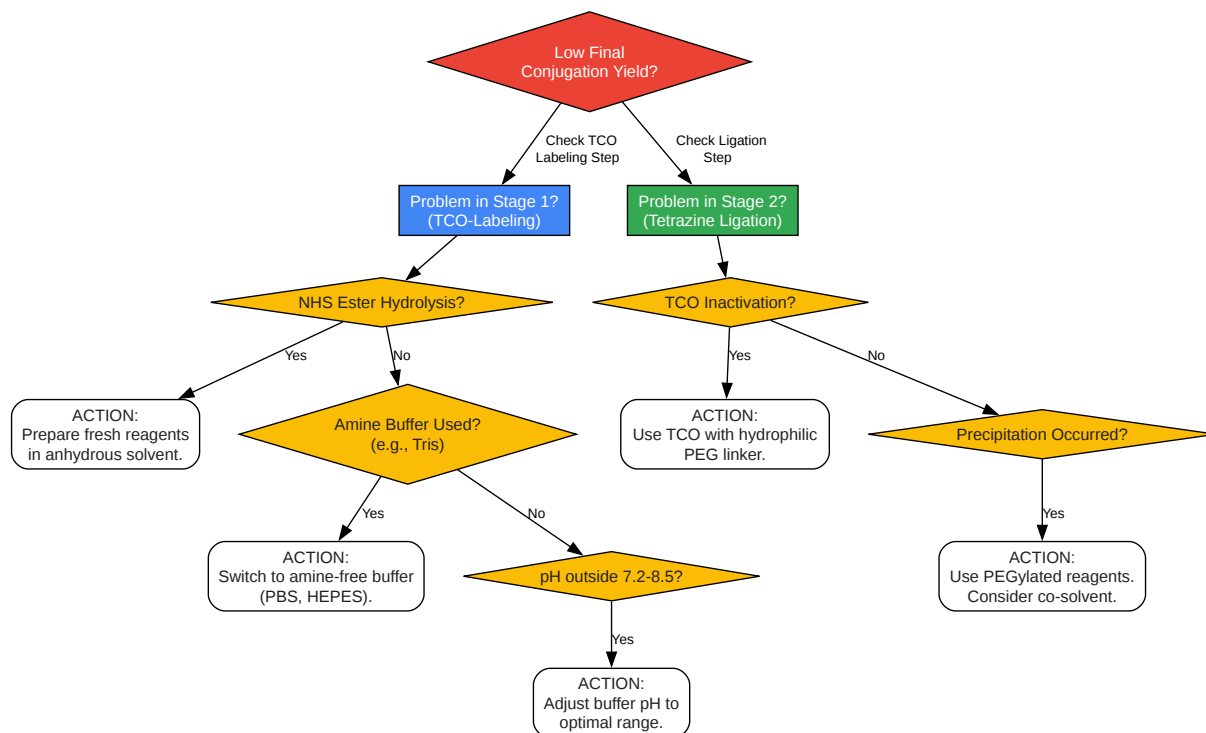 Low Final
Conjugation Yield?
Check TCO
Labeling Step
Check Ligation
Step
Problem in Stage 1?
(TCO-Labeling)
Problem in Stage 2?
(Tetrazine Ligation)
NHS Ester Hydrolysis?
TCO Inactivation?
Yes
No
Yes
No
ACTION:
Prepare fresh reagents
in anhydrous solvent.
Amine Buffer Used?
(e.g., Tris)
ACTION:
Use TCO with hydrophilic
PEG linker.
Precipitation Occurred?
Yes
No
Yes
ACTION:
Switch to amine-free buffer
(PBS, HEPES).
pH outside 7.2-8.5?
ACTION:
Use PEGylated reagents.
Consider co-solvent.
Yes
ACTION:
Adjust buffer pH to
optimal range.